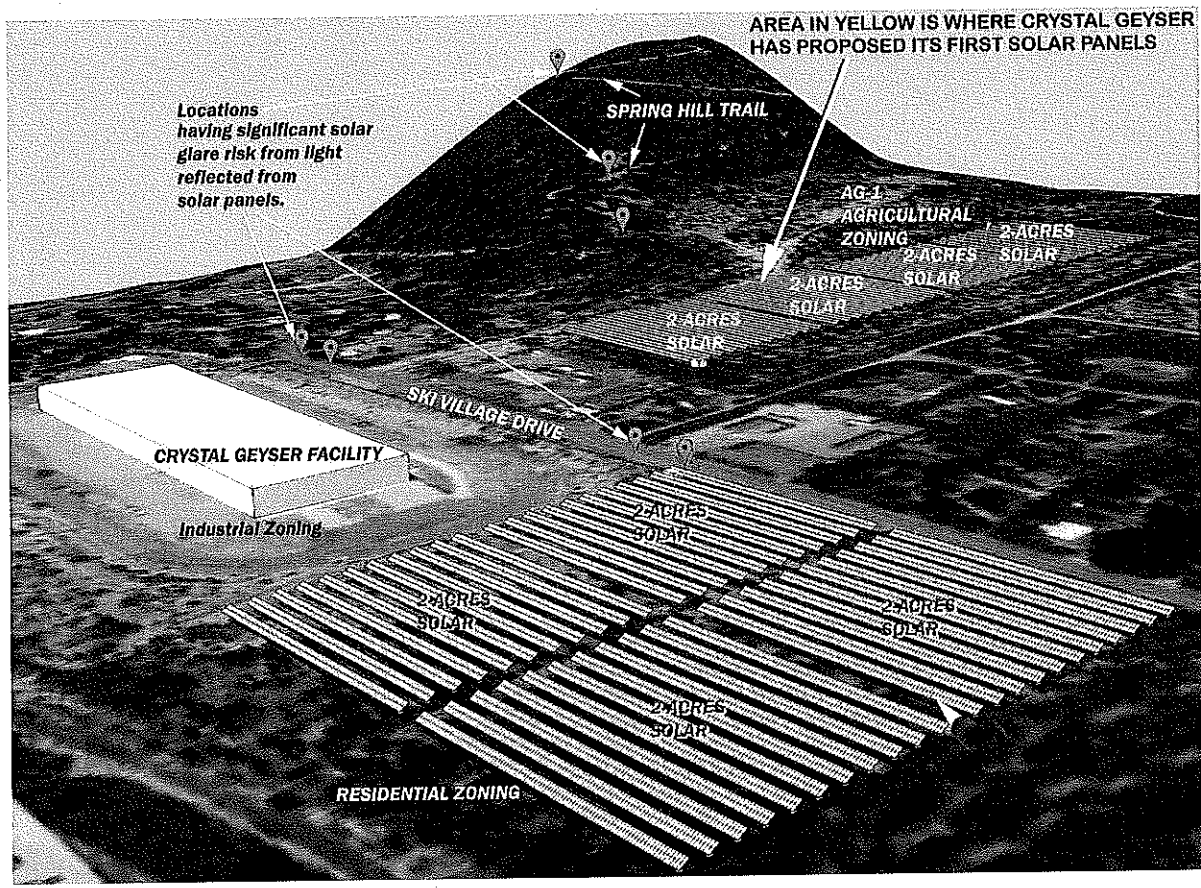 AREA IN YELLOW IS WHERE CRYSTAL GEYSER
HAS PROPOSED ITS FIRST SOLAR PANELS
Locations
having significant solar
glare risk from light
reflected from
solar panels.
SPRING HILL TRAIL
AG-1
AGRICULTURAL
ZONING
2-ACRES
SOLAR
2-ACRES
SOLAR
2-ACRES
SOLAR
2-ACRES
SOLAR
SKI VILLAGE DRIVE
CRYSTAL GEYSER FACILITY
Industrial Zoning
2-ACRES
SOLAR
2-ACRES
SOLAR
2-ACRES
SOLAR
2-ACRES
SOLAR
RESIDENTIAL ZONING